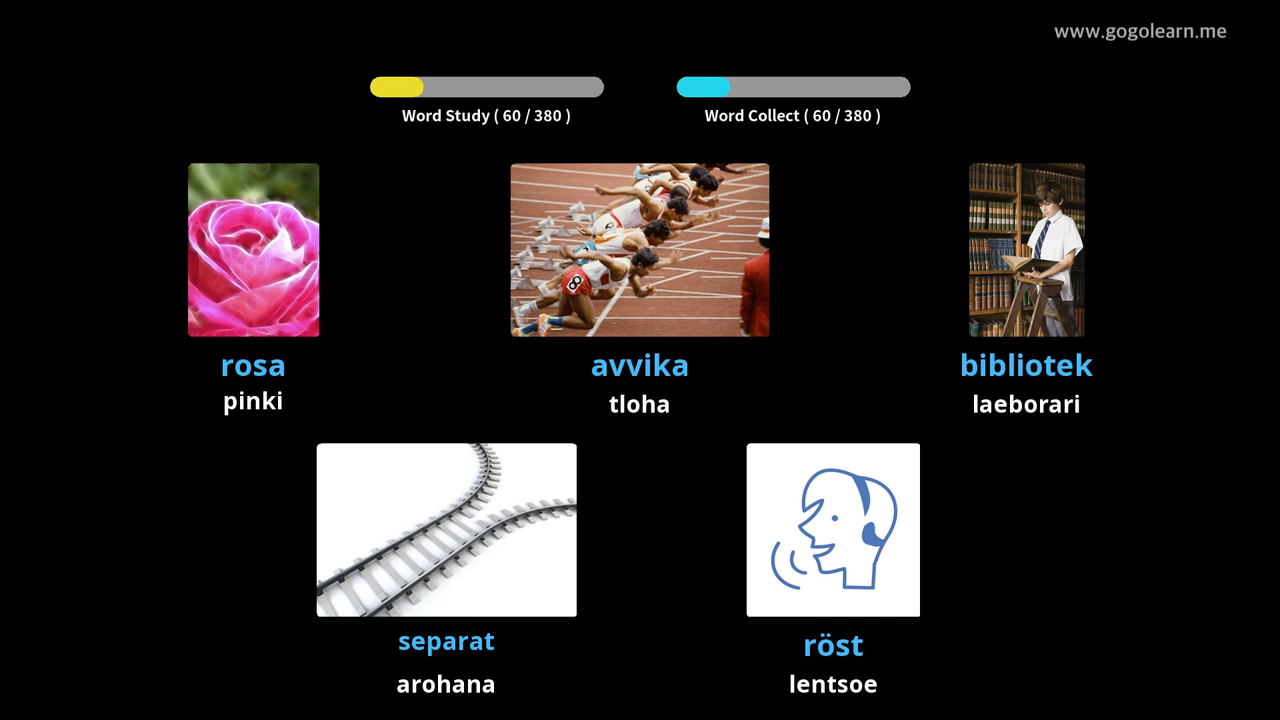 www.gogolearn.me
Word Study ( 60 / 380 )
Word Collect ( 60 / 380 )
rosa
pinki
avvika
tloha
bibliotek
laeborari
separat
arohana
röst
lentsoe